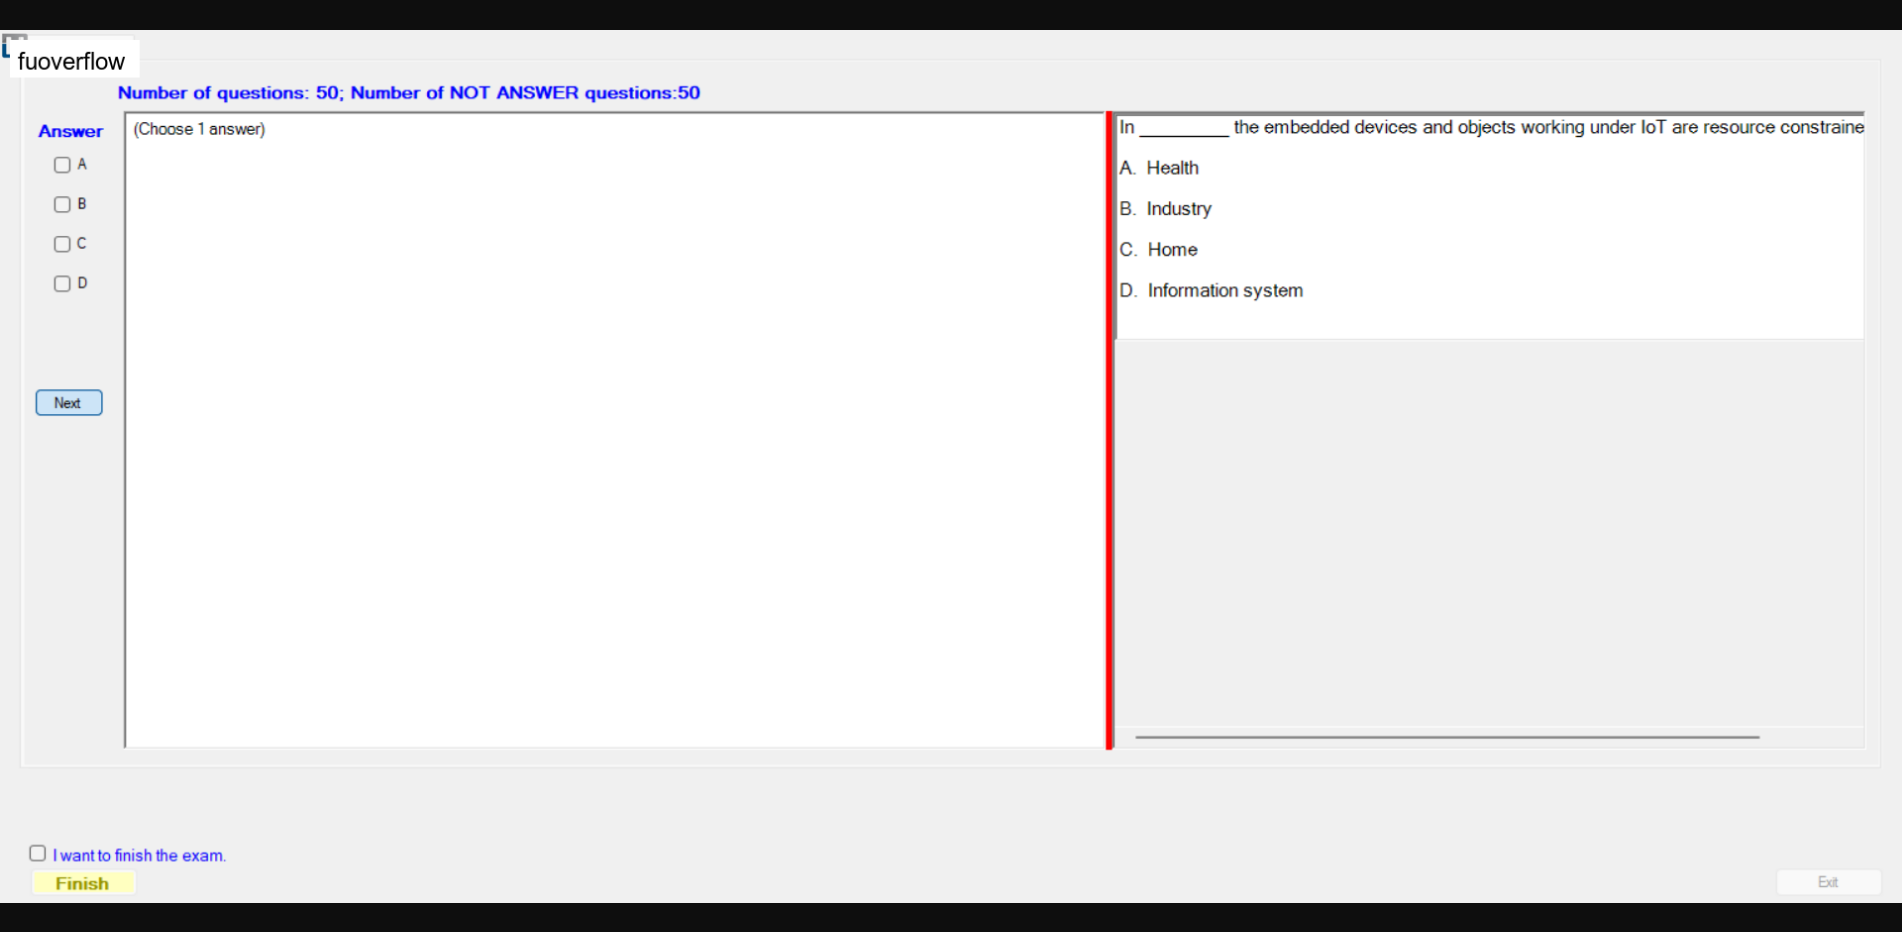 fuoverflow
Number of questions: 50; Number of NOT ANSWER questions:50
Answer
A
B
C
D
Next
(Choose 1 answer)
In _________ the embedded devices and objects working under IoT are resource constraine
A. Health
B. Industry
C. Home
D. Information system
I want to finish the exam.
Finish
Exit